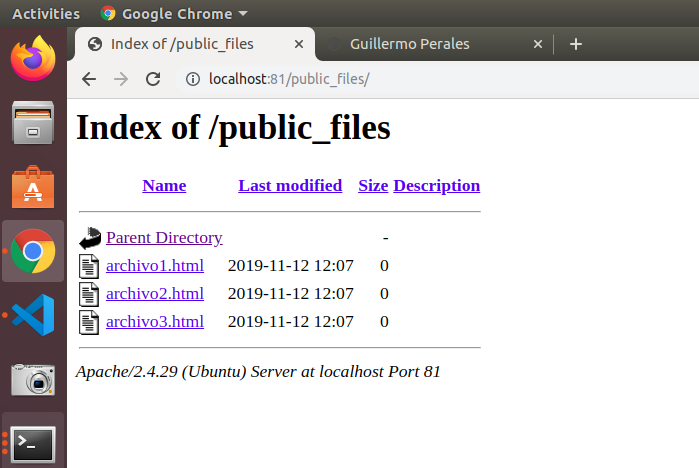 Activities Google Chrome
Index of /public_files Guillermo Perales
localhost:81/public_files/
Index of /public_files
Name Last modified Size Description
Parent Directory -
archivo1.html 2019-11-12 12:07 0
archivo2.html 2019-11-12 12:07 0
archivo3.html 2019-11-12 12:07 0
Apache/2.4.29 (Ubuntu) Server at localhost Port 81